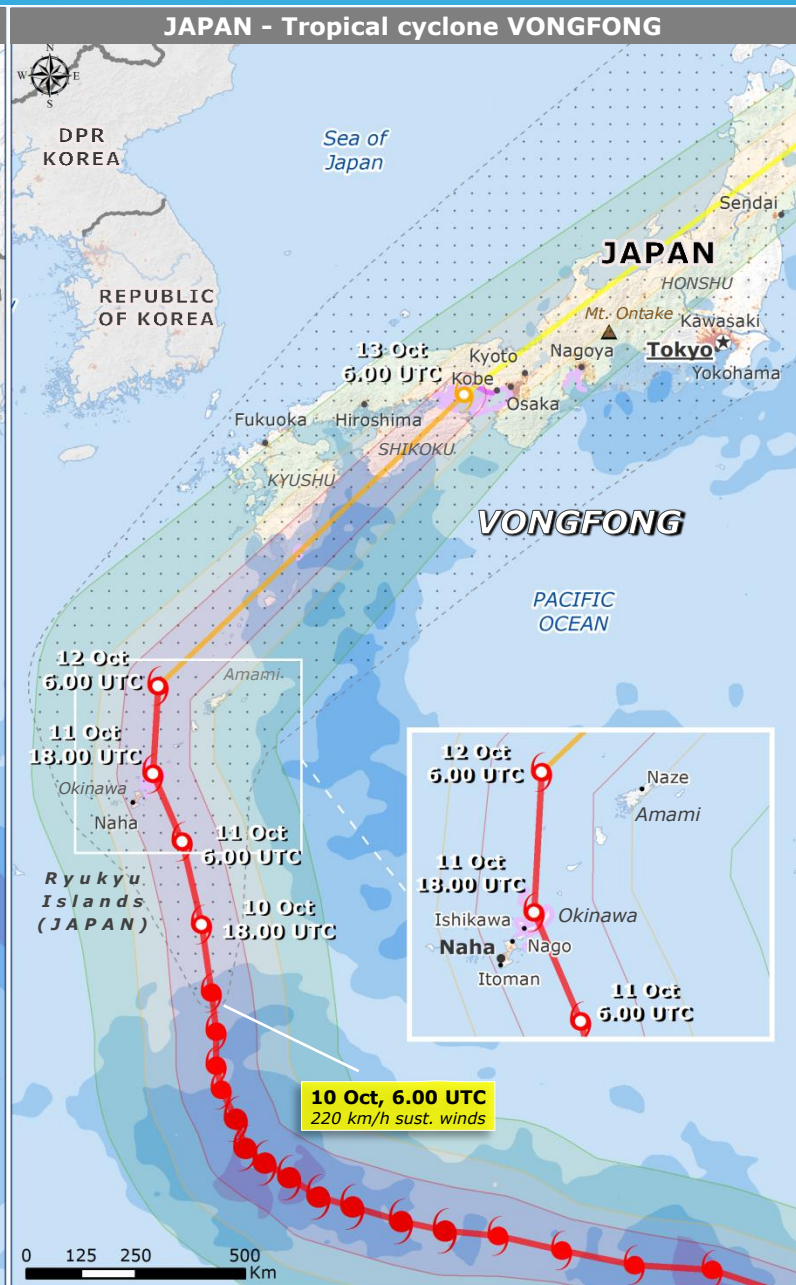 JAPAN - Tropical cyclone VONGFONG
N
W E
S
DPR
KOREA
Sea of
Japan
Sendai
JAPAN
HONSHU
REPUBLIC
OF KOREA
Mt. Ontake
Kawasaki
13 Oct
6.00 UTC
Kyoto
Nagoya
Tokyo
Kobe
Yokohama
Osaka
Fukuoka
Hiroshima
SHIKOKU
KYUSHU
VONGFONG
PACIFIC
OCEAN
12 Oct
6.00 UTC
Amami
11 Oct
18.00 UTC
Okinawa
Naha
11 Oct
6.00 UTC
Ryukyu
Islands
(JAPAN)
10 Oct
18.00 UTC
12 Oct
6.00 UTC
Naze
Amami
11 Oct
18.00 UTC
Ishikawa
Okinawa
Naha
Nago
Itoman
11 Oct
6.00 UTC
10 Oct, 6.00 UTC
220 km/h sust. winds
0 125 250 500
Km